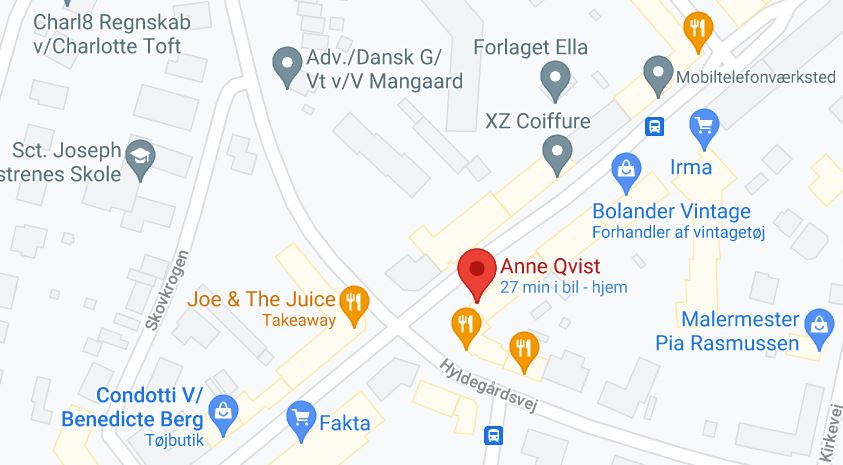 Charl8 Regnskab
v/Charlotte Toft
Adv./Dansk G/
Vt v/V Mangaard
Forlaget Ella
Mobiltelefonværksted
XZ Coiffure
Sct. Joseph
strenes Skole
Irma
Bolander Vintage
Forhandler af vintagetøj
Skovkrogen
Anne Qvist
27 min i bil - hjem
Joe & The Juice
Takeaway
Malermester
Pia Rasmussen
Hyldegårdsvej
Condotti V/
Benedicte Berg
Tøjbutik
Fakta
Kirkevej